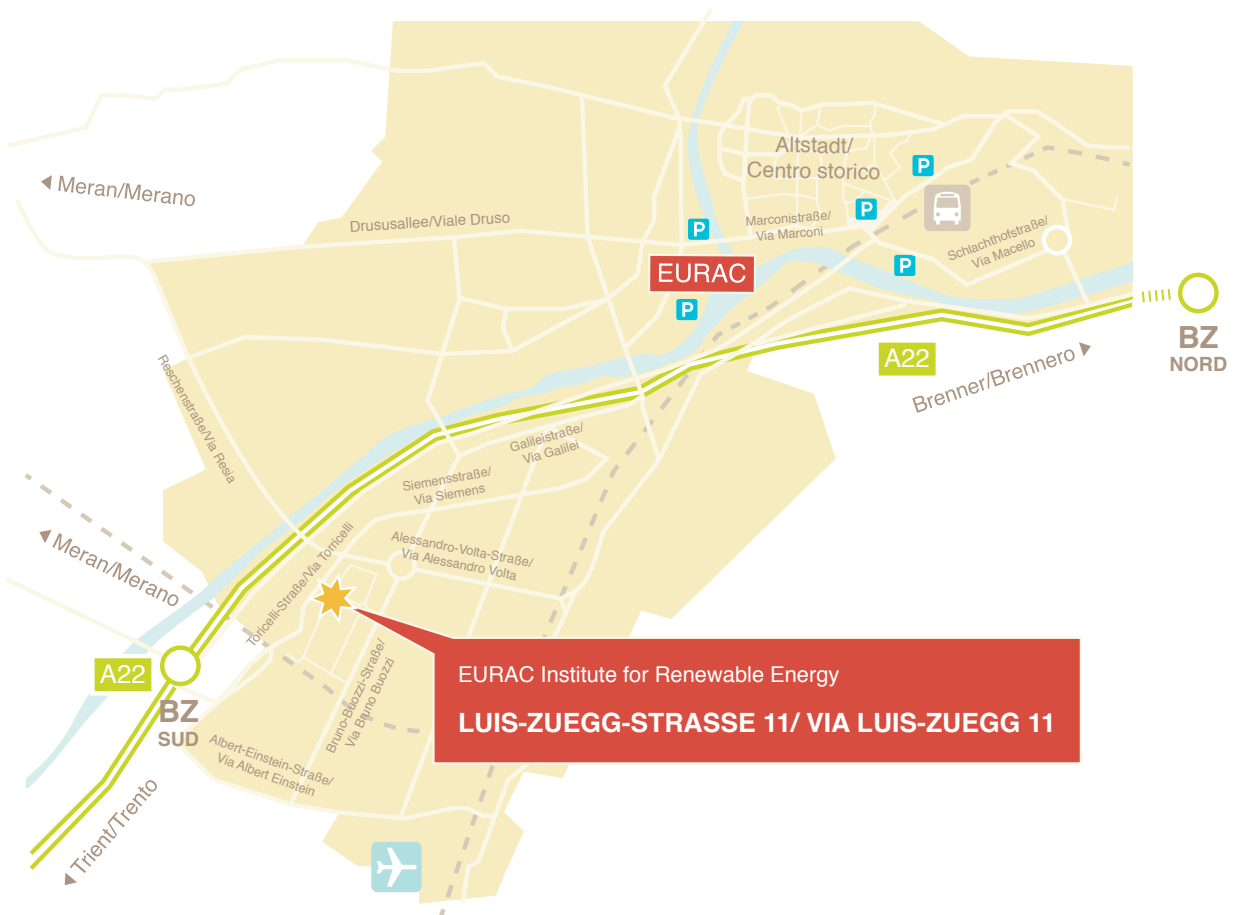 Altstadt/
Centro storico
P
Meran/Merano
P
Drususallee/Viale Druso
Marconistraße/
Via Marconi
P
Schlachthofstraße/
Via Macello
P
EURAC
P
BZ
NORD
A22
Brenner/Brennero
Reschenstraße/Via Resia
Galileistraße/
Via Galilei
Siemensstraße/
Via Siemens
Meran/Merano
Alessandro-Volta-Straße/
Via Alessandro Volta
Toricelli-Straße/Via Torricelli
A22
BZ
SUD
Bruno-Buozzi-Straße/
Via Bruno Buozzi
EURAC Institute for Renewable Energy
LUIS-ZUEGG-STRASSE 11/ VIA LUIS-ZUEGG 11
Albert-Einstein-Straße/
Via Albert Einstein
Trient/Trento